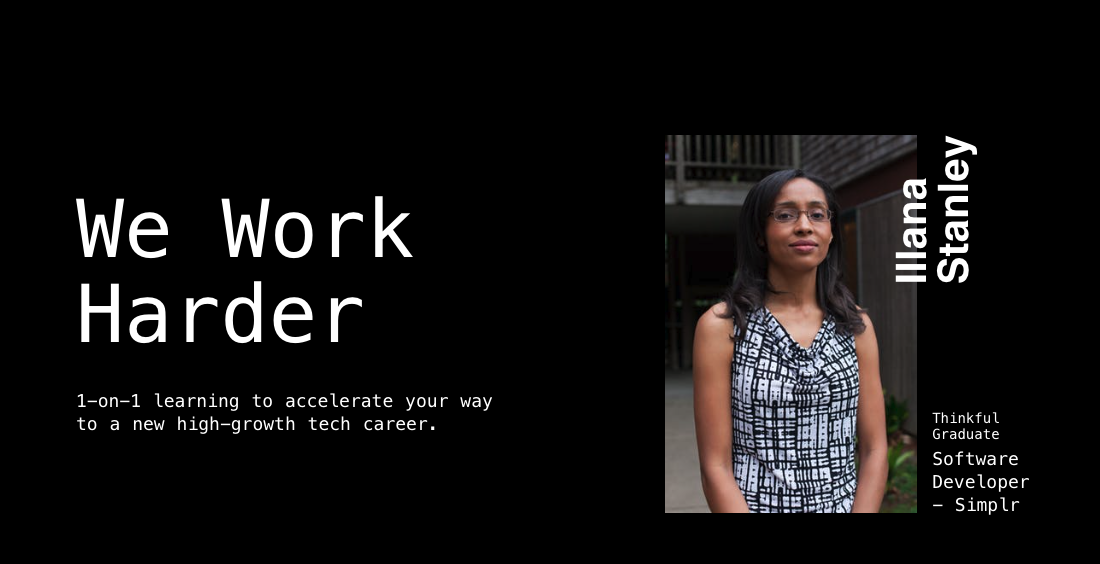 We Work
Harder
1-on-1 learning to accelerate your way
to a new high-growth tech career.
Illana
Stanley
Thinkful
Graduate
Software
Developer
- Simplr